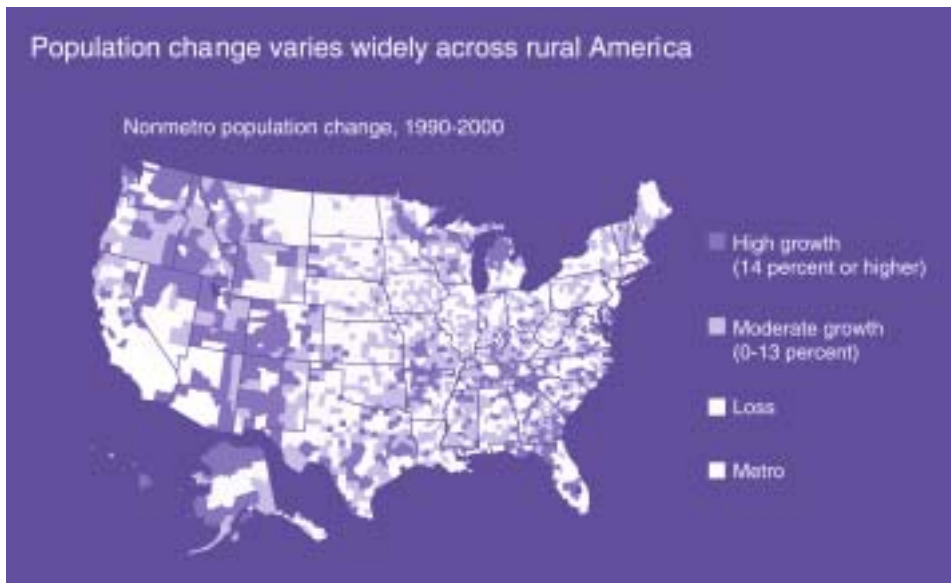 Population change varies widely across rural America
Nonmetro population change, 1990-2000
High growth
(14 percent or higher)
Moderate growth
(0-13 percent)
Loss
Metro